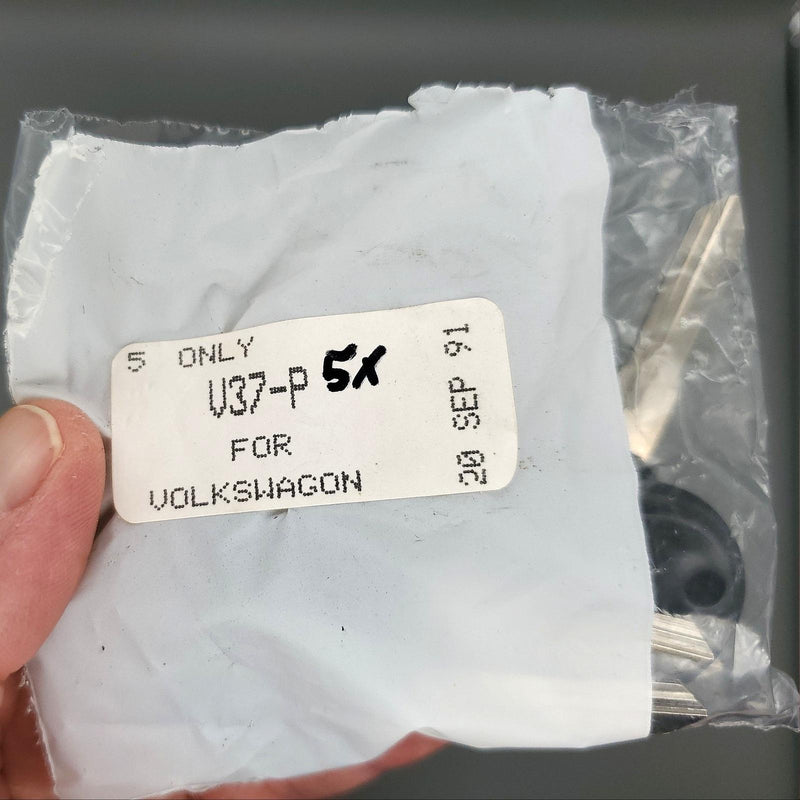 5 ONLY
V37-P 5X
FOR
VOLKSWAGON
20 SEP 91